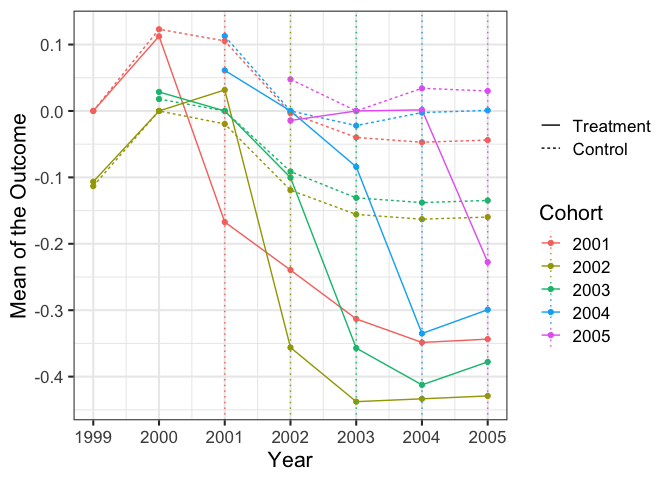 Mean of the Outcome
0.1
0.0
-0.1
-0.2
-0.3
-0.4
1999 2000 2001 2002 2003 2004 2005
Year
Treatment
Control
Cohort
2001
2002
2003
2004
2005